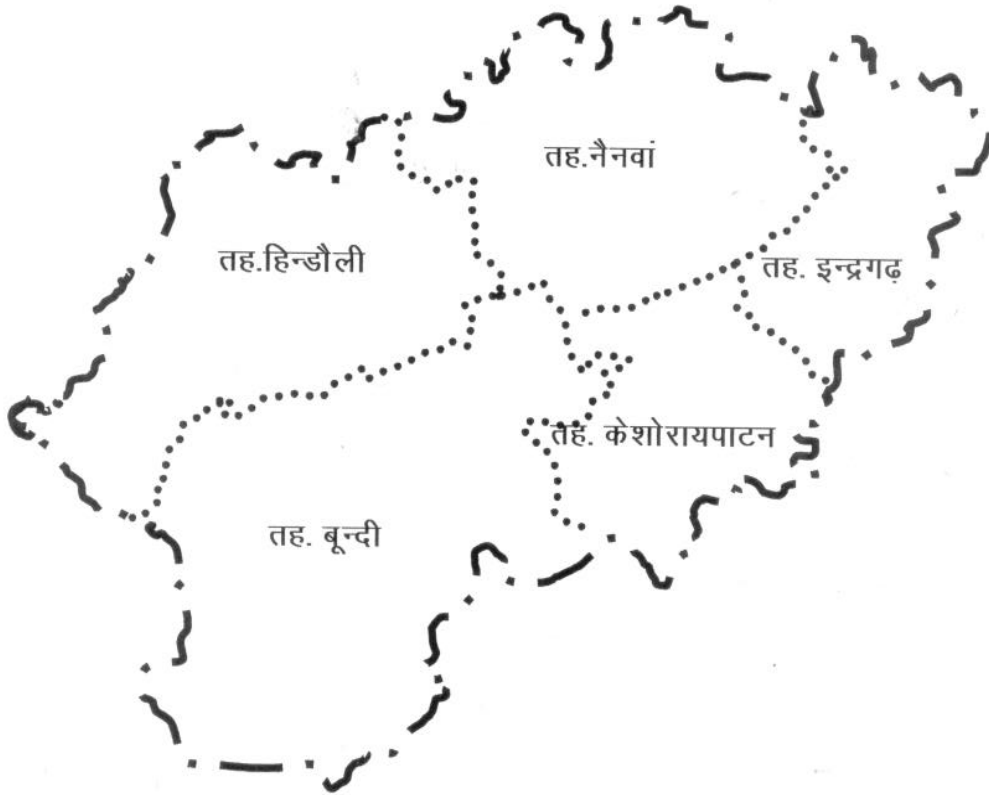 तह.नैनवां
तह.हिन्डौली
तह. इन्द्रगढ़
तह. केशोरायपाटन
तह. बून्दी